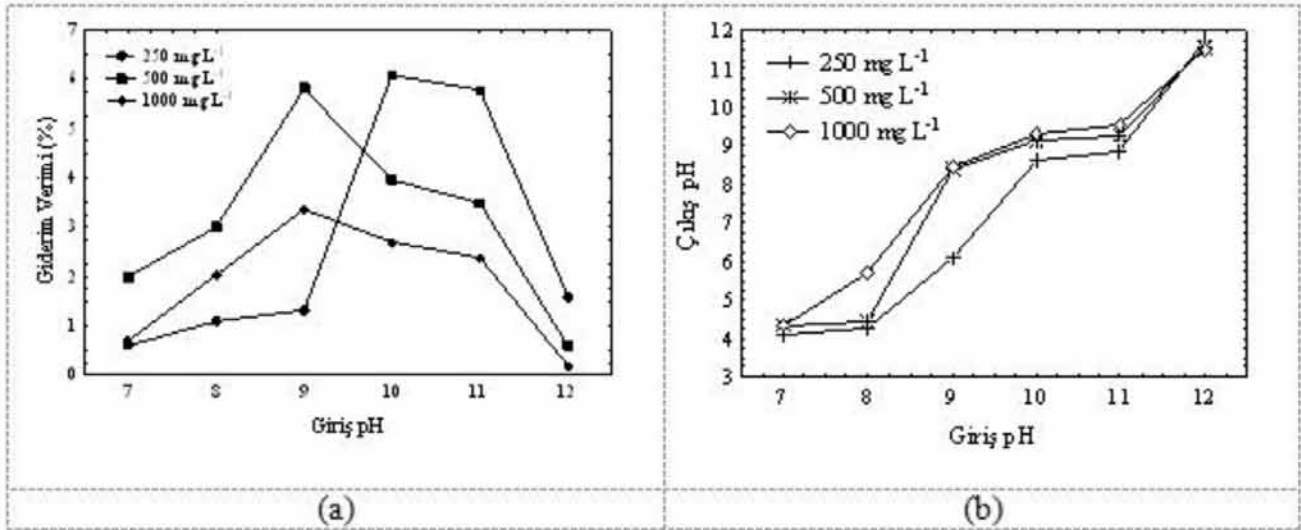 7
6
5
4
3
2
1
0
250 mg L-1
500 mg L-1
1000 mg L-1
Giderim Verimi (%)
7 8 9 10 11 12
Giriş pH
(a)
12
11
10
9
8
7
6
5
4
3
250 mg L-1
500 mg L-1
1000 mg L-1
Çıkış pH
7 8 9 10 11 12
Giriş pH
(b)